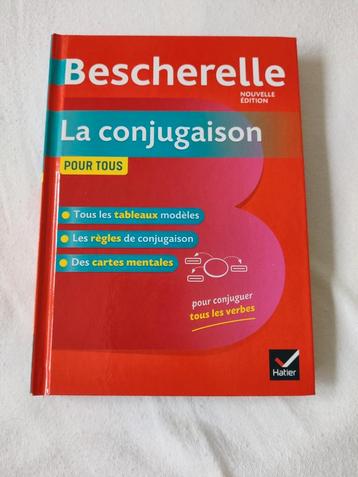 Bescherelle
NOUVELLE
ÉDITION
La conjugaison
POUR TOUS
Tous les tableaux modèles
Les règles de conjugaison
Des cartes mentales
pour conjuguer
tous les verbes
Hatier